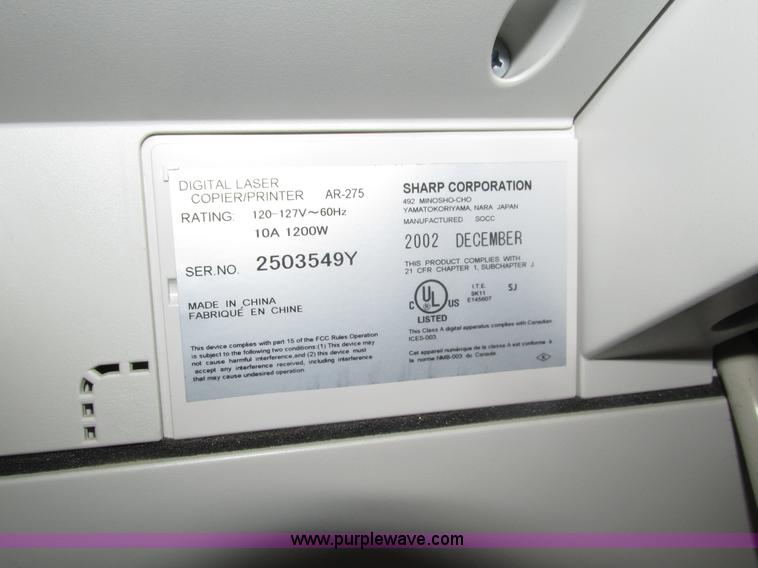 DIGITAL LASER
COPIER/PRINTER AR-275
RATING: 120-127V～60Hz
10A 1200W
SER.NO. 2503549Y
MADE IN CHINA
FABRIQUÉ EN CHINE
This device complies with part 15 of the FCC Rules Operation
is subject to the following two conditions:(1) This device may
not cause harmful interference,and (2) this device must
accept any interference received, including interference
that may cause undesired operation.
SHARP CORPORATION
492 MINOSHO-CHO
YAMATOKORIYAMA, NARA JAPAN
MANUFACTURED SOCC
2002 DECEMBER
THIS PRODUCT COMPLIES WITH
21 CFR CHAPTER 1, SUBCHAPTER J.
C UL US
LISTED
I.T.E.
9K11
E145607
SJ
This Class A digital apparatus complies with Canadian
ICES-003.
Cet appareil numérique de la classe A est conforme à
la norme NMB-003 du Canada.
www.purplewave.com